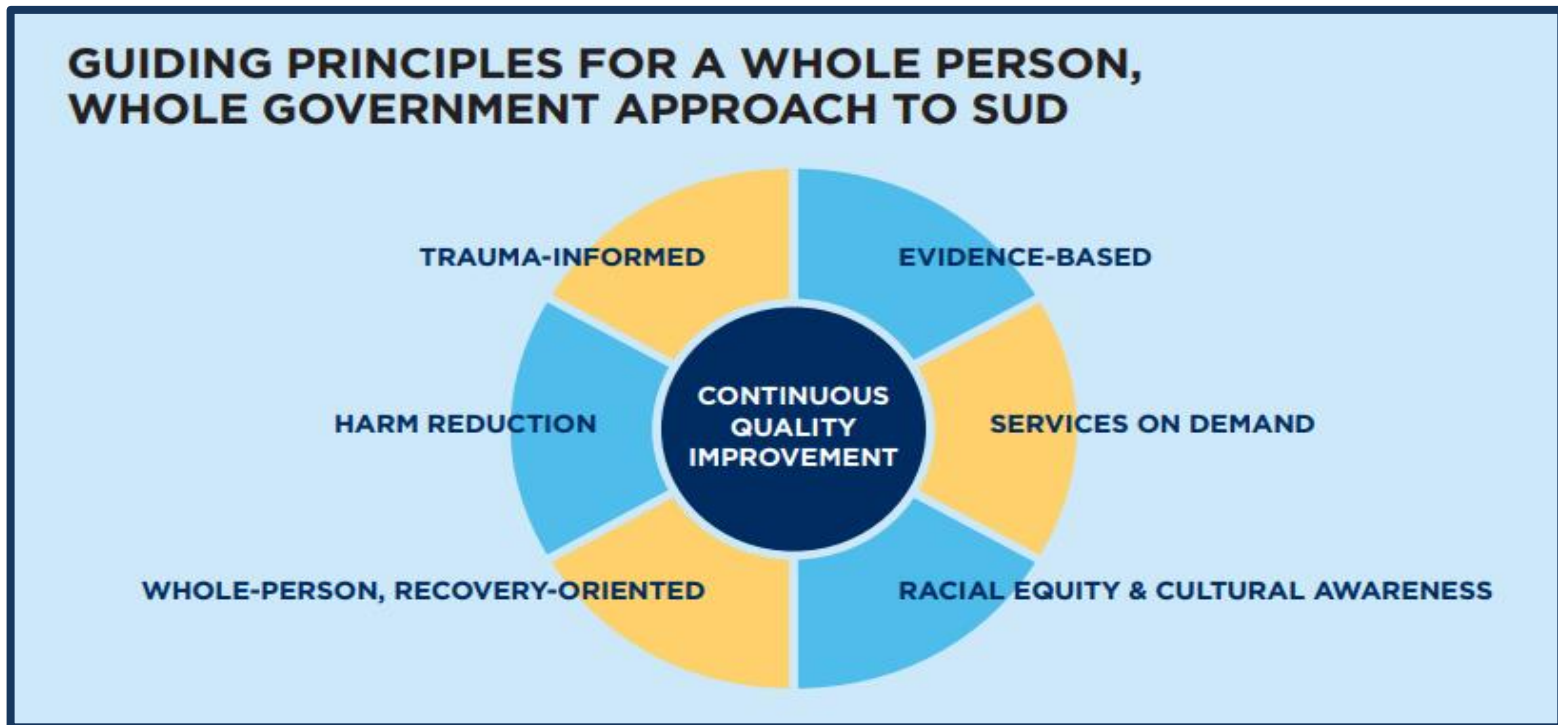 GUIDING PRINCIPLES FOR A WHOLE PERSON,
WHOLE GOVERNMENT APPROACH TO SUD
TRAUMA-INFORMED
EVIDENCE-BASED
HARM REDUCTION
CONTINUOUS
QUALITY
IMPROVEMENT
SERVICES ON DEMAND
WHOLE-PERSON, RECOVERY-ORIENTED
RACIAL EQUITY & CULTURAL AWARENESS